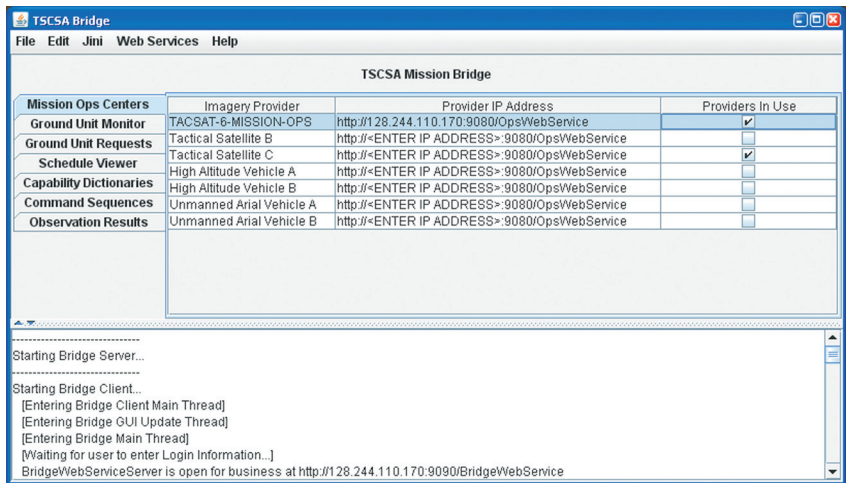 TSCSA Bridge
File Edit Jini Web Services Help
TSCSA Mission Bridge
Mission Ops Centers
Ground Unit Monitor
Ground Unit Requests
Schedule Viewer
Capability Dictionaries
Command Sequences
Observation Results
Imagery Provider Provider IP Address Providers In Use
TACSAT-6-MISSION-OPS http://128.244.110.170:9080/OpsWebService
Tactical Satellite B http://<ENTER IP ADDRESS>:9080/OpsWebService
Tactical Satellite C http://<ENTER IP ADDRESS>:9080/OpsWebService
High Altitude Vehicle A http://<ENTER IP ADDRESS>:9080/OpsWebService
High Altitude Vehicle B http://<ENTER IP ADDRESS>:9080/OpsWebService
Unmanned Arial Vehicle A http://<ENTER IP ADDRESS>:9080/OpsWebService
Unmanned Arial Vehicle B http://<ENTER IP ADDRESS>:9080/OpsWebService
-------------------------------
Starting Bridge Server...
-------------------------------
Starting Bridge Client...
[Entering Bridge Client Main Thread]
[Entering Bridge GUI Update Thread]
[Entering Bridge Main Thread]
[Waiting for user to enter Login Information...]
BridgeWebServiceServer is open for business at http://128.244.110.170:9090/BridgeWebService